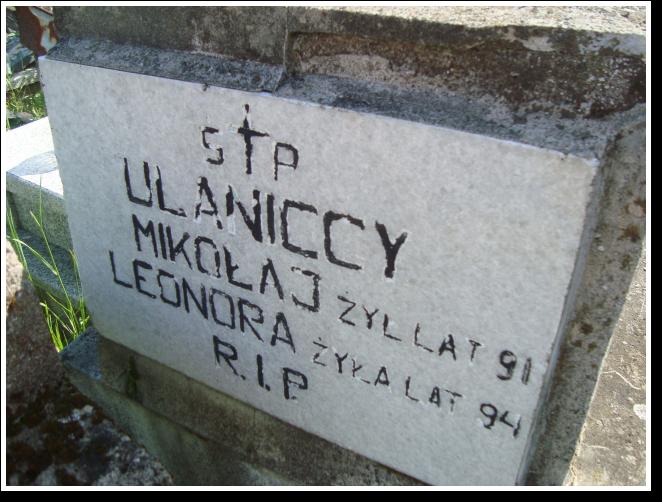 S † P
ULANICCY
MIKOŁAJ ŻYŁ LAT 91
LEONORA ŻYŁA LAT 94
R.I.P.